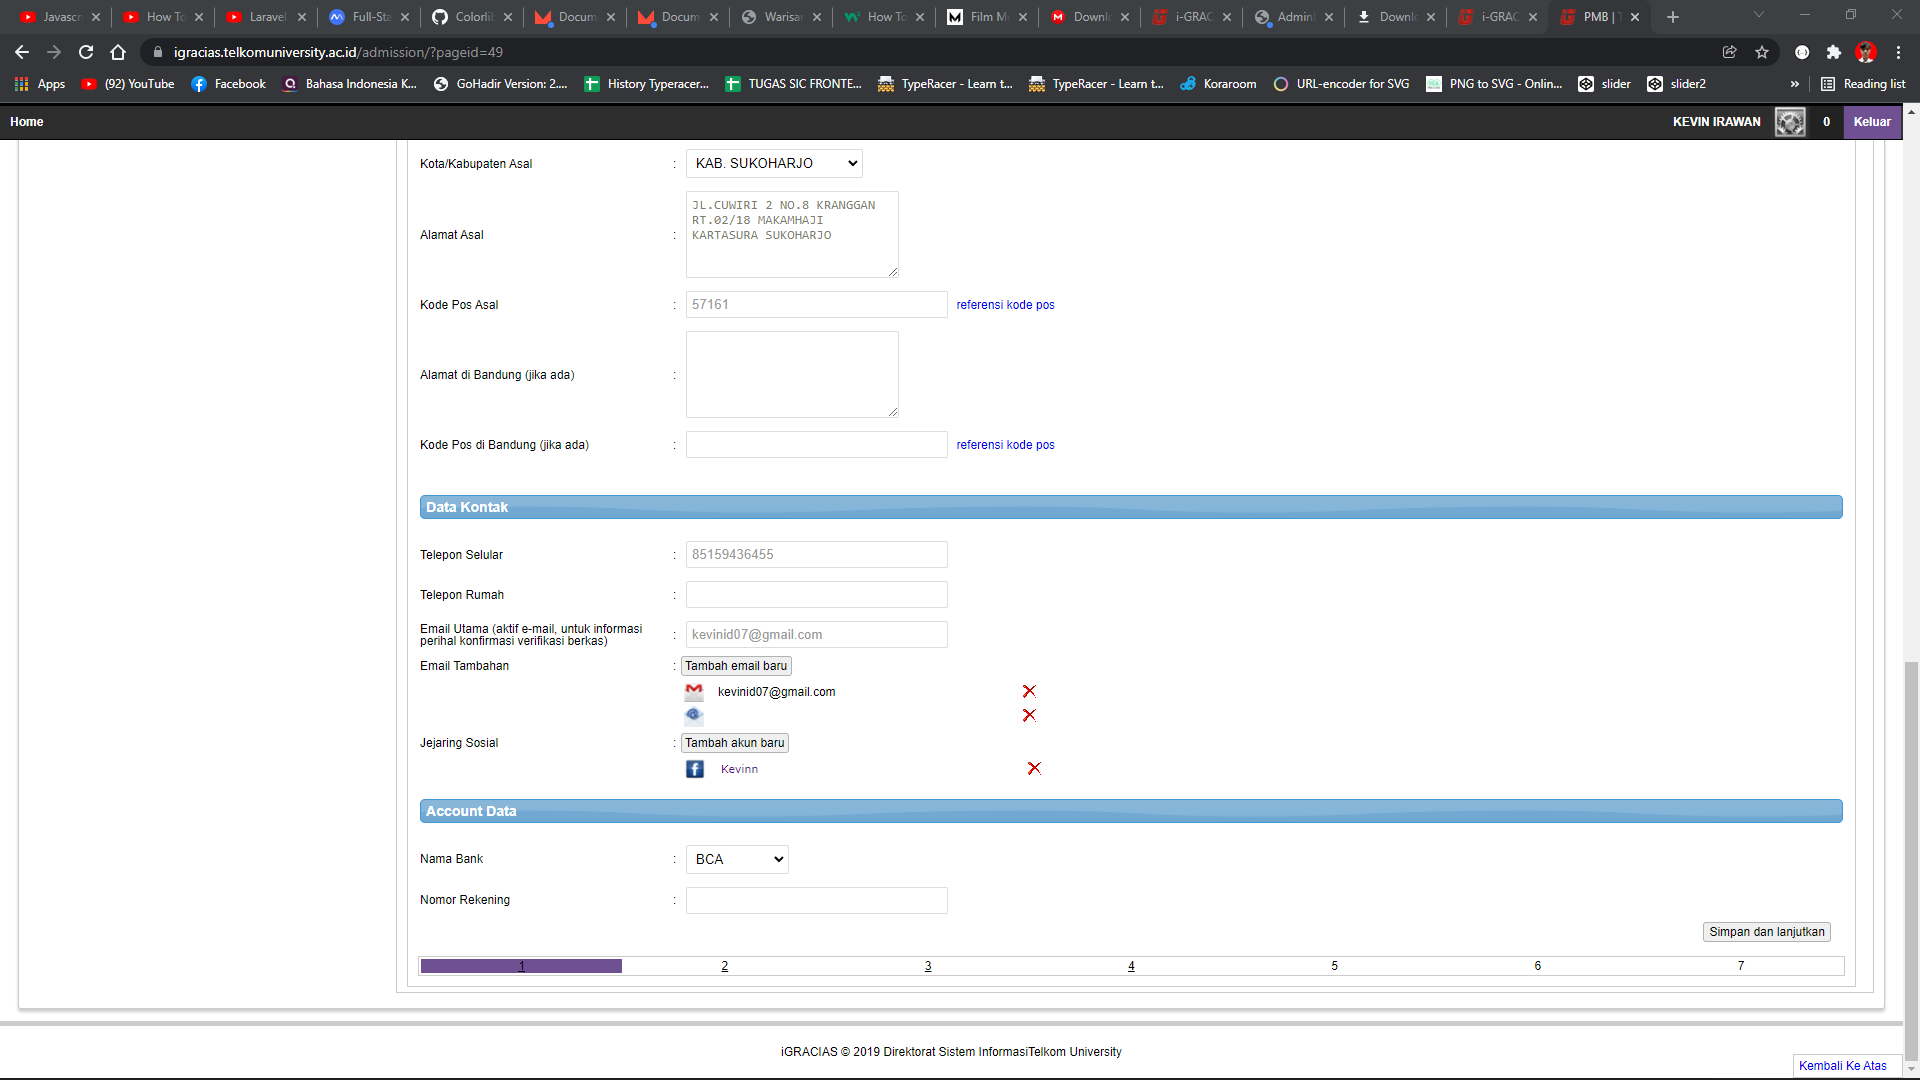 Javascr
How To
Laravel
Full-Sta
Colorlib
Docum
Docum
Warisan
How To
Film M
Downlo
i-GRAC
Admini
Downlo
i-GRAC
PMB | T
igracias.telkomuniversity.ac.id/admission/?pageid=49
Apps
(92) YouTube
Facebook
Bahasa Indonesia K...
GoHadir Version: 2....
History Typeracer...
TUGAS SIC FRONTE...
TypeRacer - Learn t...
TypeRacer - Learn t...
Koraroom
URL-encoder for SVG
PNG to SVG - Onlin...
slider
slider2
»
Reading list
Home
KEVIN IRAWAN
0
Keluar
Kota/Kabupaten Asal : KAB. SUKOHARJO
Alamat Asal :
JL.CUWIRI 2 NO.8 KRANGGAN
RT.02/18 MAKAMHAJI
KARTASURA SUKOHARJO
Kode Pos Asal : 57161 referensi kode pos
Alamat di Bandung (jika ada) :
Kode Pos di Bandung (jika ada) : referensi kode pos
Data Kontak
Telepon Selular : 85159436455
Telepon Rumah :
Email Utama (aktif e-mail, untuk informasi
perihal konfirmasi verifikasi berkas) : kevinid07@gmail.com
Email Tambahan : Tambah email baru
kevinid07@gmail.com
Jejaring Sosial : Tambah akun baru
Kevinn
Account Data
Nama Bank : BCA
Nomor Rekening :
Simpan dan lanjutkan
1 2 3 4 5 6 7
iGRACIAS © 2019 Direktorat Sistem InformasiTelkom University
Kembali Ke Atas